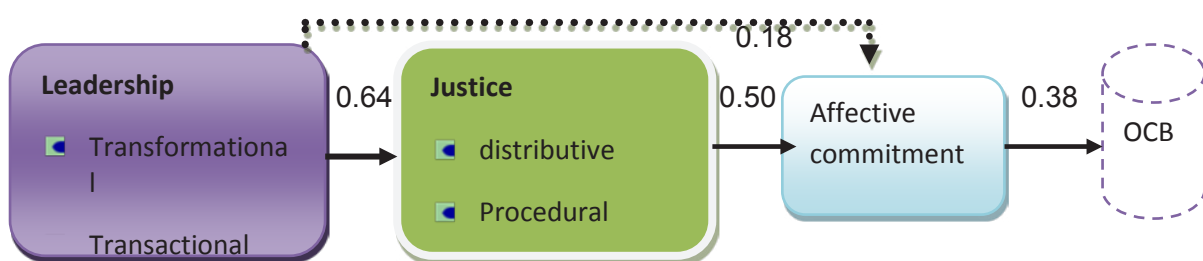 0.18
Leadership
Transformationa
l
Transactional
0.64
Justice
distributive
Procedural
0.50
Affective
commitment
0.38
OCB